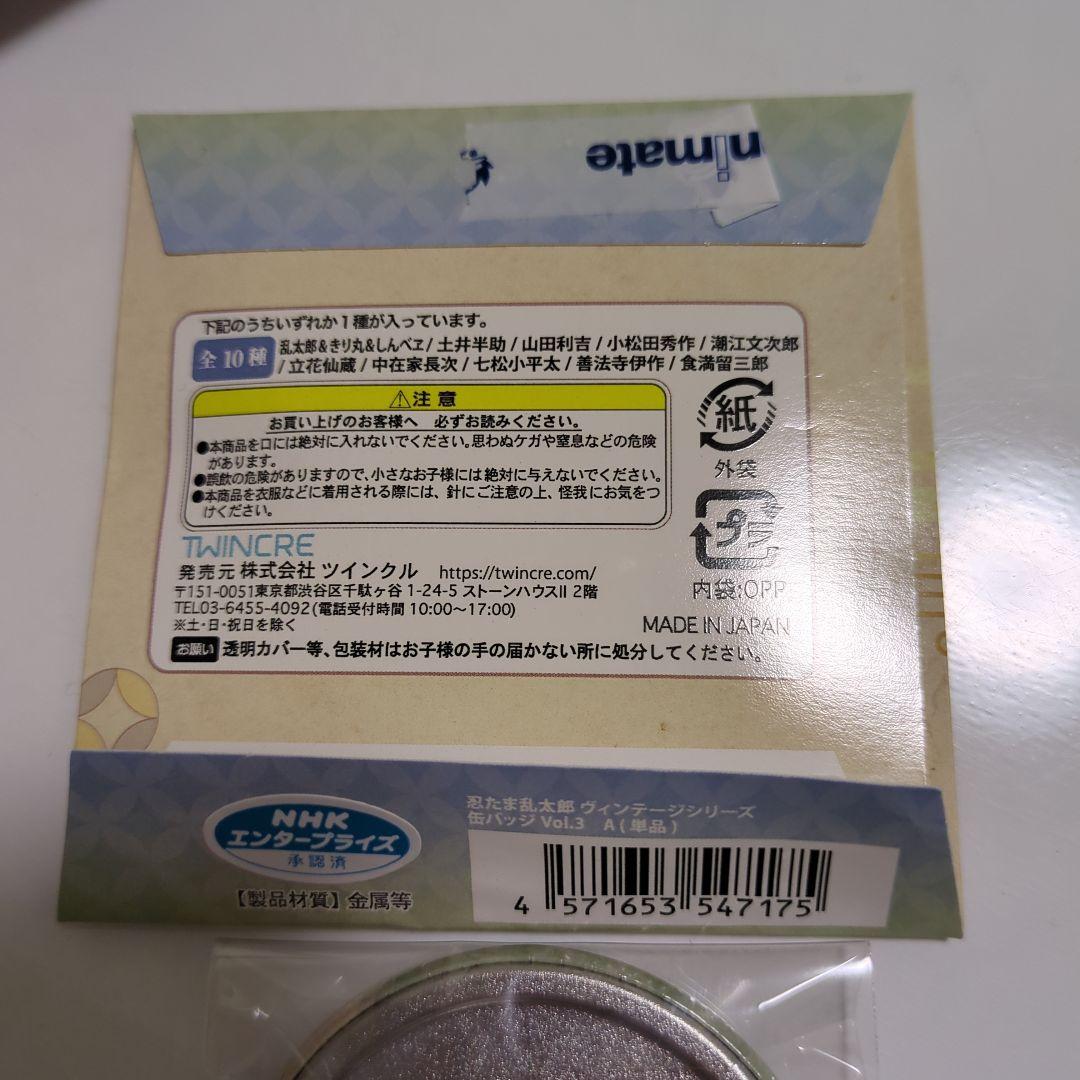 nimate
下記のうちいずれか1種が入っています。
全10種
乱太郎&きり丸&しんべヱ/土井半助/山田利吉/小松田秀作/潮江文次郎
/立花仙蔵/中在家長次/七松小平太/善法寺伊作/食満留三郎
⚠注意
お買い上げのお客様へ 必ずお読みください。
●本商品を口には絶対に入れないでください。思わぬケガや窒息などの危険
があります。
●誤飲の危険がありますので、小さなお子様には絶対に与えないでください。
●本商品を衣服などに着用される際には、針にご注意の上、怪我にお気をつ
けください。
紙
外袋
プラ
内袋:OPP
TWINCRE
発売元 株式会社 ツインクル https://twincre.com/
〒151-0051東京都渋谷区千駄ヶ谷1-24-5 ストーンハウスII 2階
TEL03-6455-4092(電話受付時間 10:00〜17:00)
※土・日・祝日を除く
MADE IN JAPAN
お願い 透明カバー等、包装材はお子様の手の届かない所に処分してください。
NHK
エンタープライズ
承認済
【製品材質】金属等
忍たま乱太郎 ヴィンテージシリーズ
缶バッジ Vol.3 A(単品)
4 571653 547175